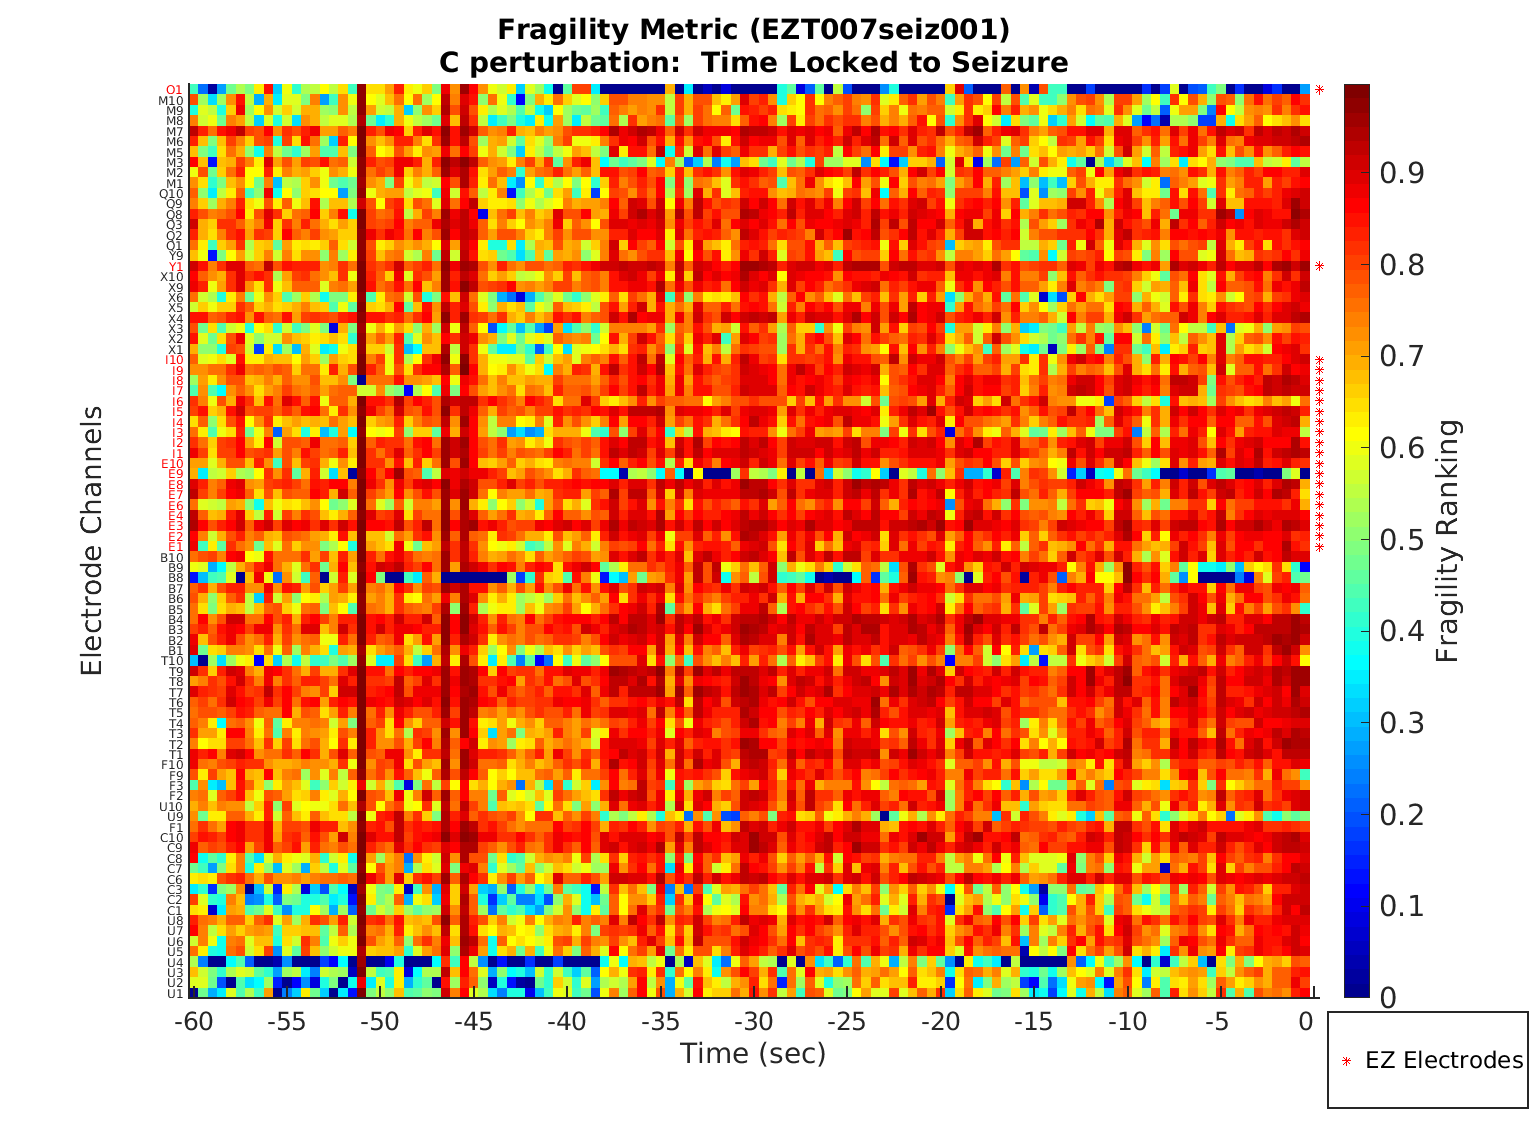 Fragility Metric (EZT007seiz001)
C perturbation:  Time Locked to Seizure
Electrode Channels
O1
M10
M9
M8
M7
M6
M5
M3
M2
M1
Q10
Q9
Q8
Q3
Q2
Q1
Y9
Y1
X10
X9
X6
X5
X4
X3
X2
X1
I10
I9
I8
I7
I6
I5
I4
I3
I2
I1
E10
E9
E8
E7
E6
E4
E3
E2
E1
B10
B9
B8
B7
B6
B5
B4
B3
B2
B1
T10
T9
T8
T7
T6
T5
T4
T3
T2
T1
F10
F9
F3
F2
U10
U9
F1
C10
C9
C8
C7
C6
C3
C2
C1
U8
U7
U6
U5
U4
U3
U2
U1
-60 -55 -50 -45 -40 -35 -30 -25 -20 -15 -10 -5 0
Time (sec)
0.9
0.8
0.7
0.6
0.5
0.4
0.3
0.2
0.1
0
Fragility Ranking
EZ Electrodes